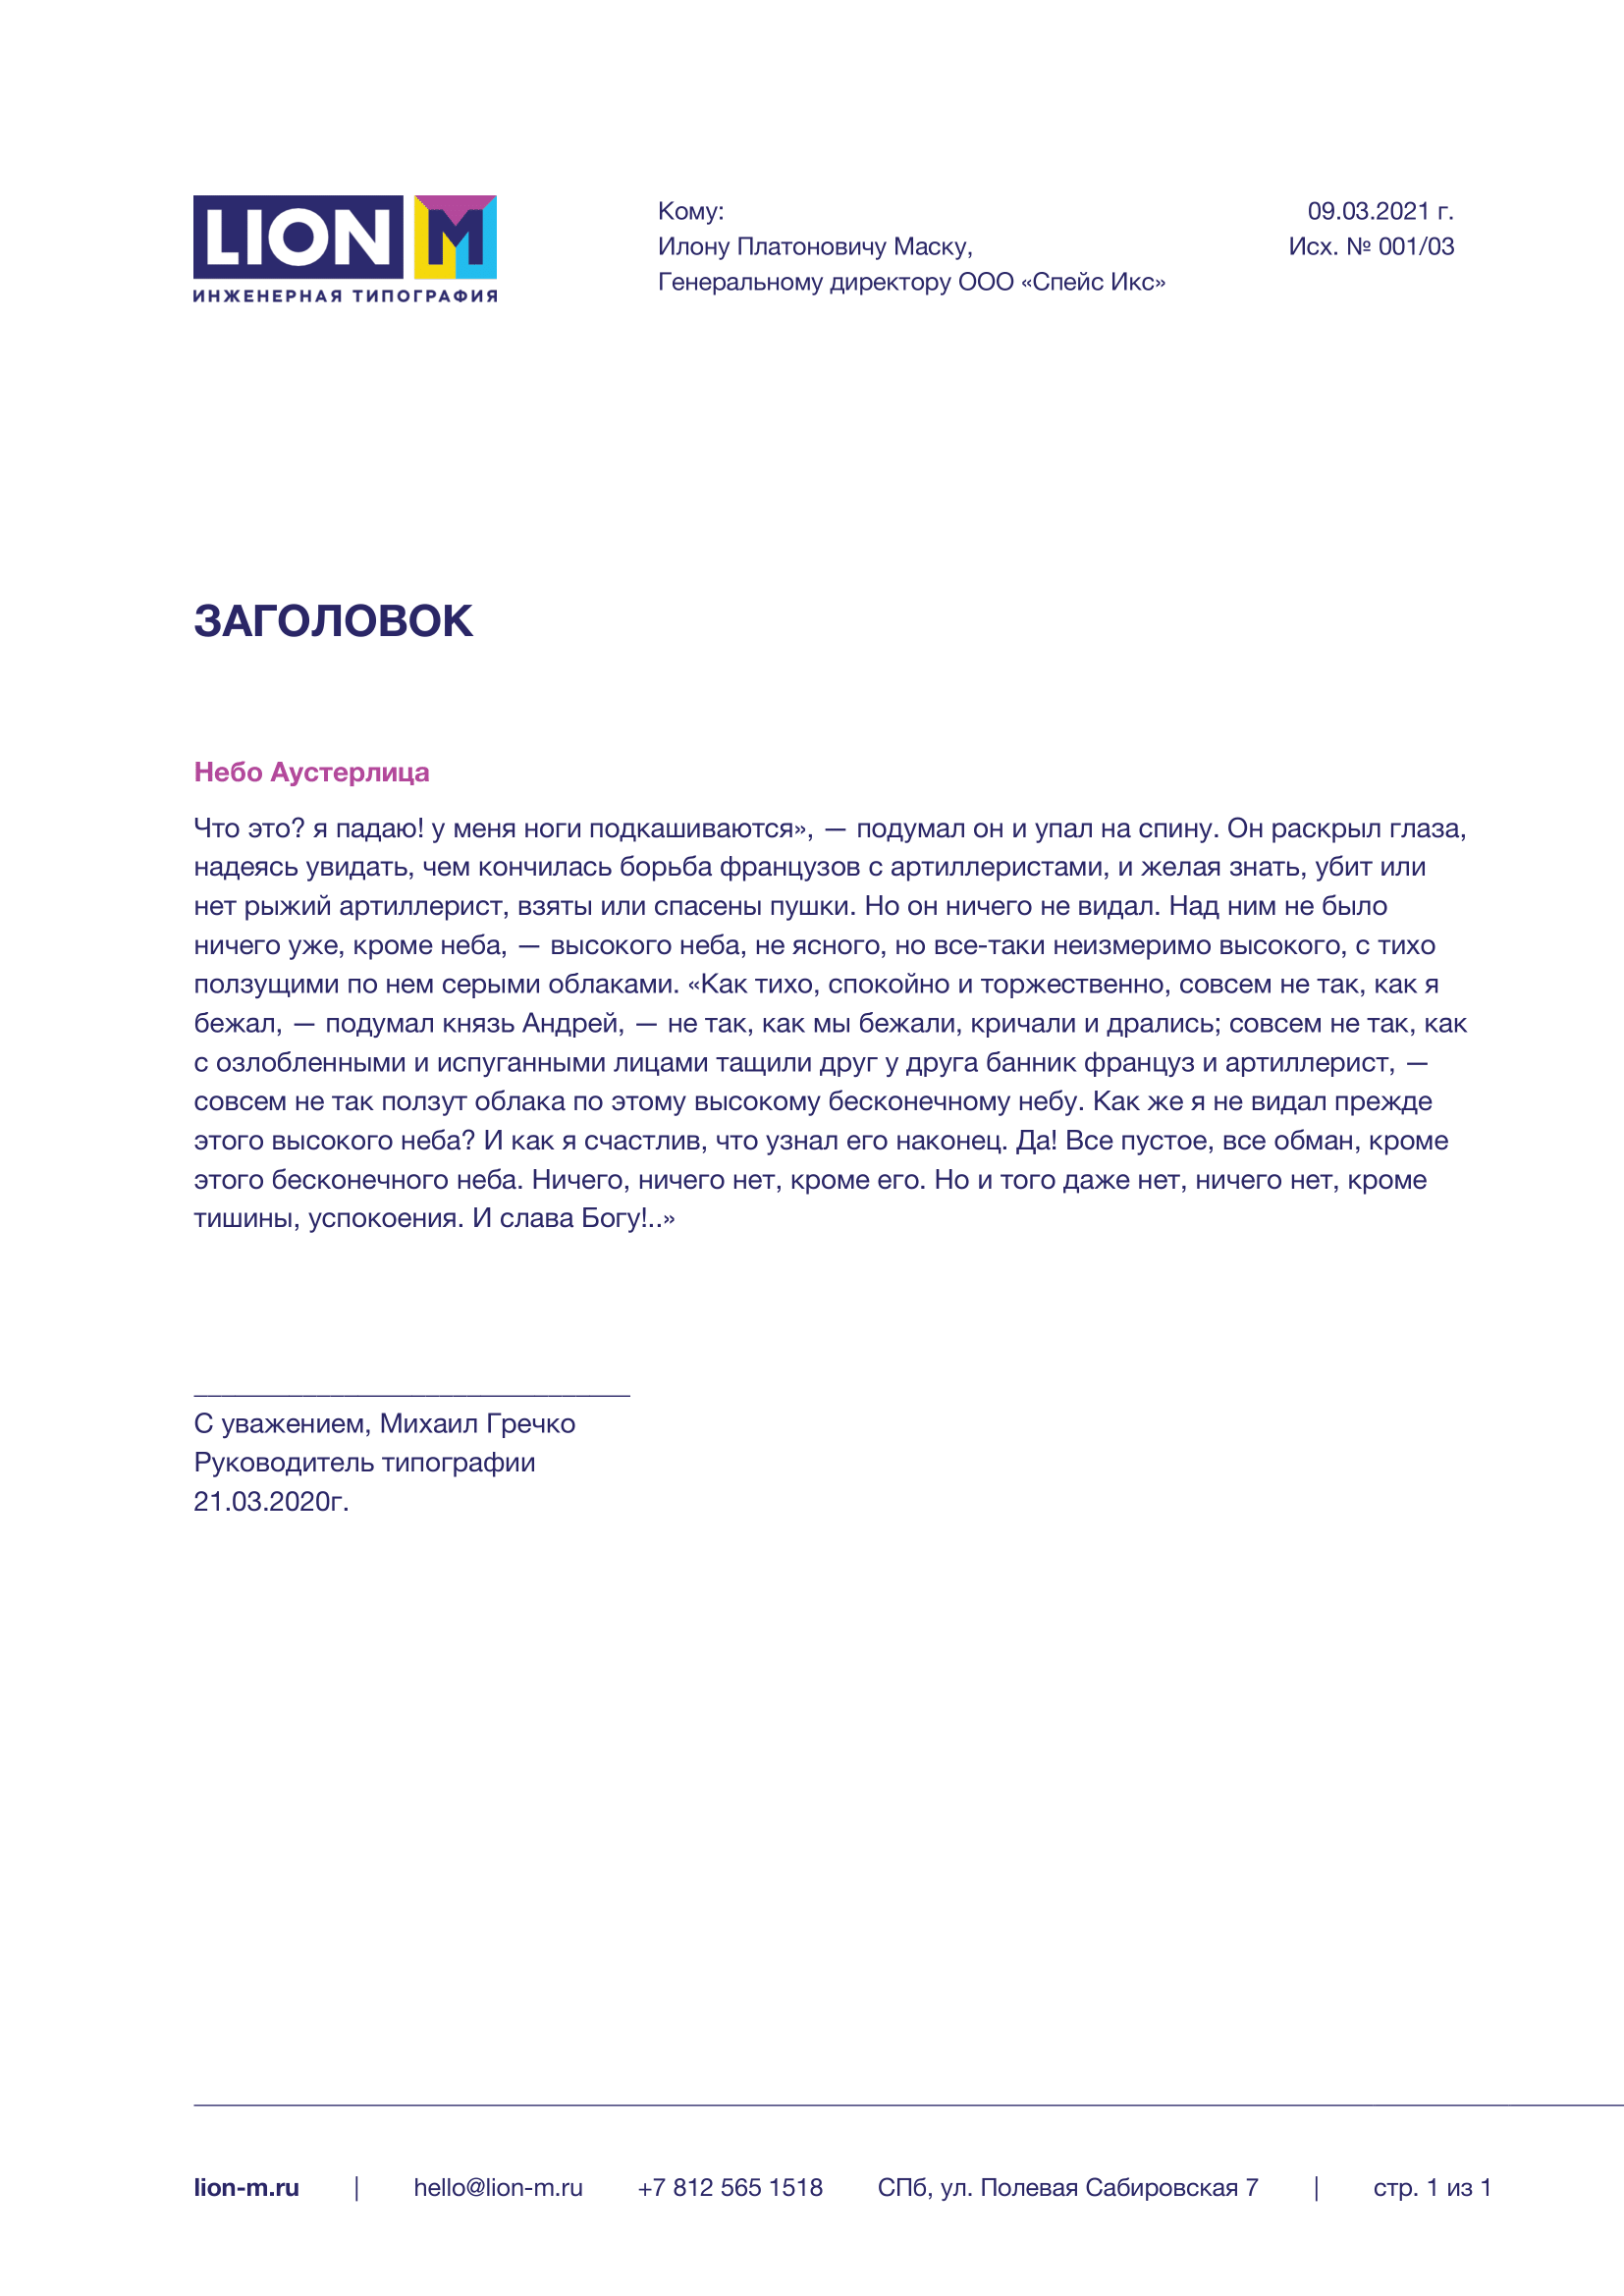 LION M
ИНЖЕНЕРНАЯ ТИПОГРАФИЯ
Кому:
Илону Платоновичу Маску,
Генеральному директору ООО «Спейс Икс»
09.03.2021 г.
Исх. № 001/03
ЗАГОЛОВОК
Небо Аустерлица
Что это? я падаю! у меня ноги подкашиваются», — подумал он и упал на спину. Он раскрыл глаза,
надеясь увидать, чем кончилась борьба французов с артиллеристами, и желая знать, убит или
нет рыжий артиллерист, взяты или спасены пушки. Но он ничего не видал. Над ним не было
ничего уже, кроме неба, — высокого неба, не ясного, но все-таки неизмеримо высокого, с тихо
ползущими по нем серыми облаками. «Как тихо, спокойно и торжественно, совсем не так, как я
бежал, — подумал князь Андрей, — не так, как мы бежали, кричали и дрались; совсем не так, как
с озлобленными и испуганными лицами тащили друг у друга банник француз и артиллерист, —
совсем не так ползут облака по этому высокому бесконечному небу. Как же я не видал прежде
этого высокого неба? И как я счастлив, что узнал его наконец. Да! Все пустое, все обман, кроме
этого бесконечного неба. Ничего, ничего нет, кроме его. Но и того даже нет, ничего нет, кроме
тишины, успокоения. И слава Богу!..»
С уважением, Михаил Гречко
Руководитель типографии
21.03.2020г.
lion-m.ru | hello@lion-m.ru +7 812 565 1518 СПб, ул. Полевая Сабировская 7 | стр. 1 из 1